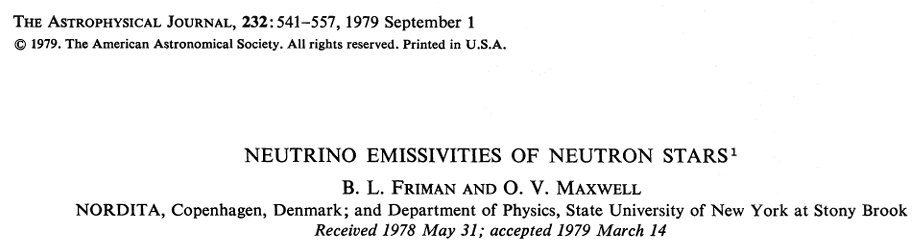 THE ASTROPHYSICAL JOURNAL, 232:541–557, 1979 September 1
© 1979. The American Astronomical Society. All rights reserved. Printed in U.S.A.
NEUTRINO EMISSIVITIES OF NEUTRON STARS¹
B. L. FRIMAN AND O. V. MAXWELL
NORDITA, Copenhagen, Denmark; and Department of Physics, State University of New York at Stony Brook
Received 1978 May 31; accepted 1979 March 14